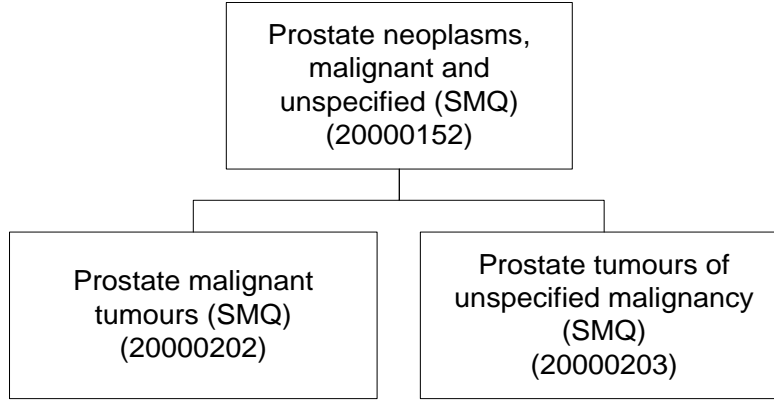 Prostate neoplasms,
malignant and
unspecified (SMQ)
(20000152)
Prostate malignant
tumours (SMQ)
(20000202)
Prostate tumours of
unspecified malignancy
(SMQ)
(20000203)